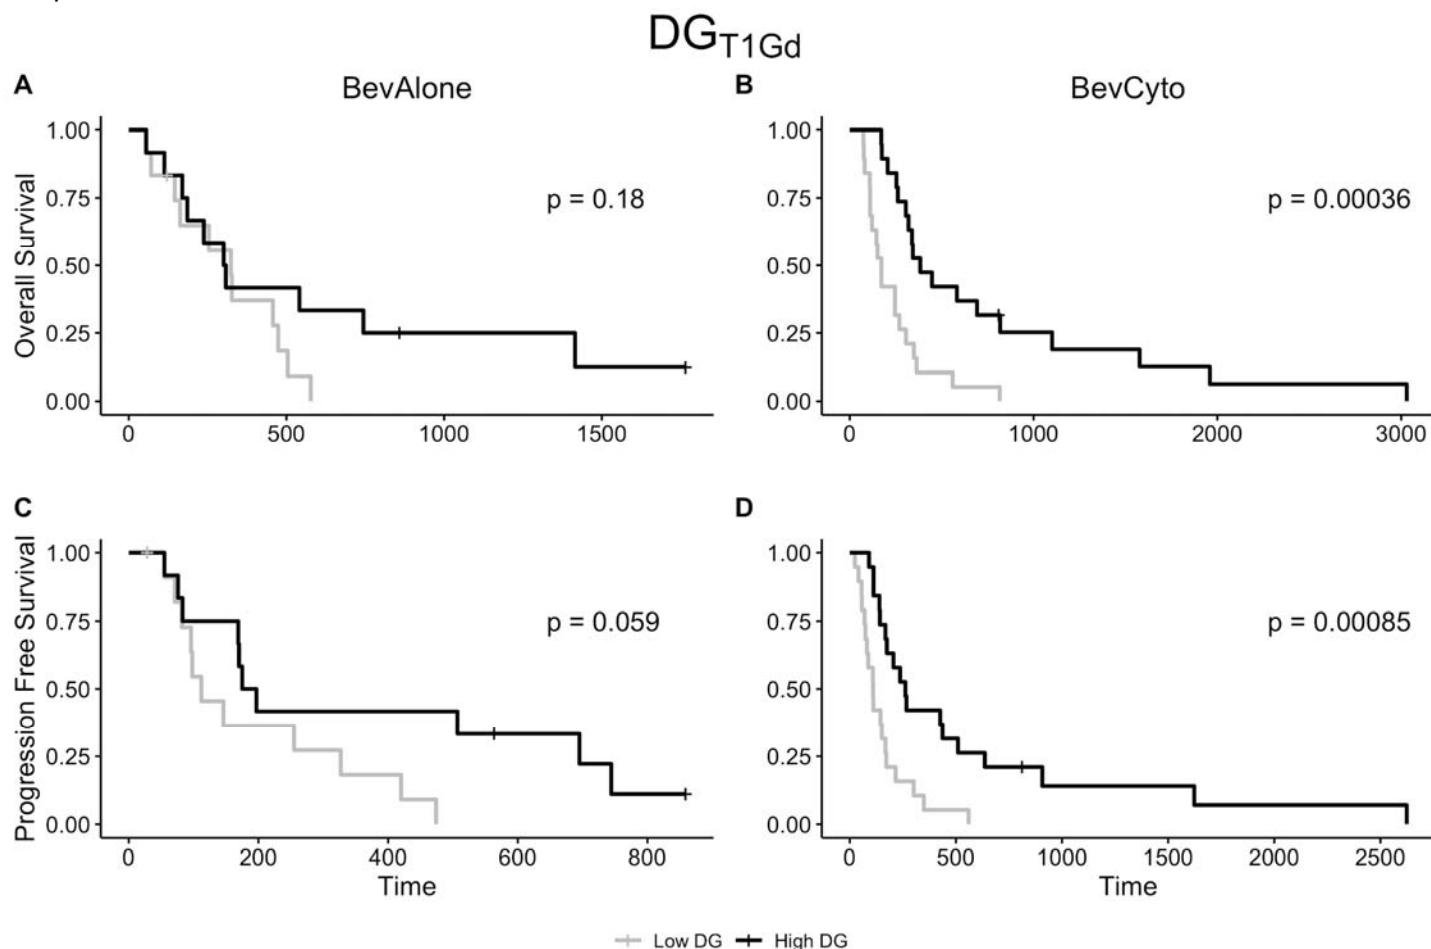 DGT1Gd
A
BevAlone
B
BevCyto
Overall Survival
1.00
0.75
0.50
0.25
0.00
p = 0.18
0 500 1000 1500
1.00
0.75
0.50
0.25
0.00
p = 0.00036
0 1000 2000 3000
C
D
Progression Free Survival
1.00
0.75
0.50
0.25
0.00
p = 0.059
0 200 400 600 800
Time
1.00
0.75
0.50
0.25
0.00
p = 0.00085
0 500 1000 1500 2000 2500
Time
Low DG High DG